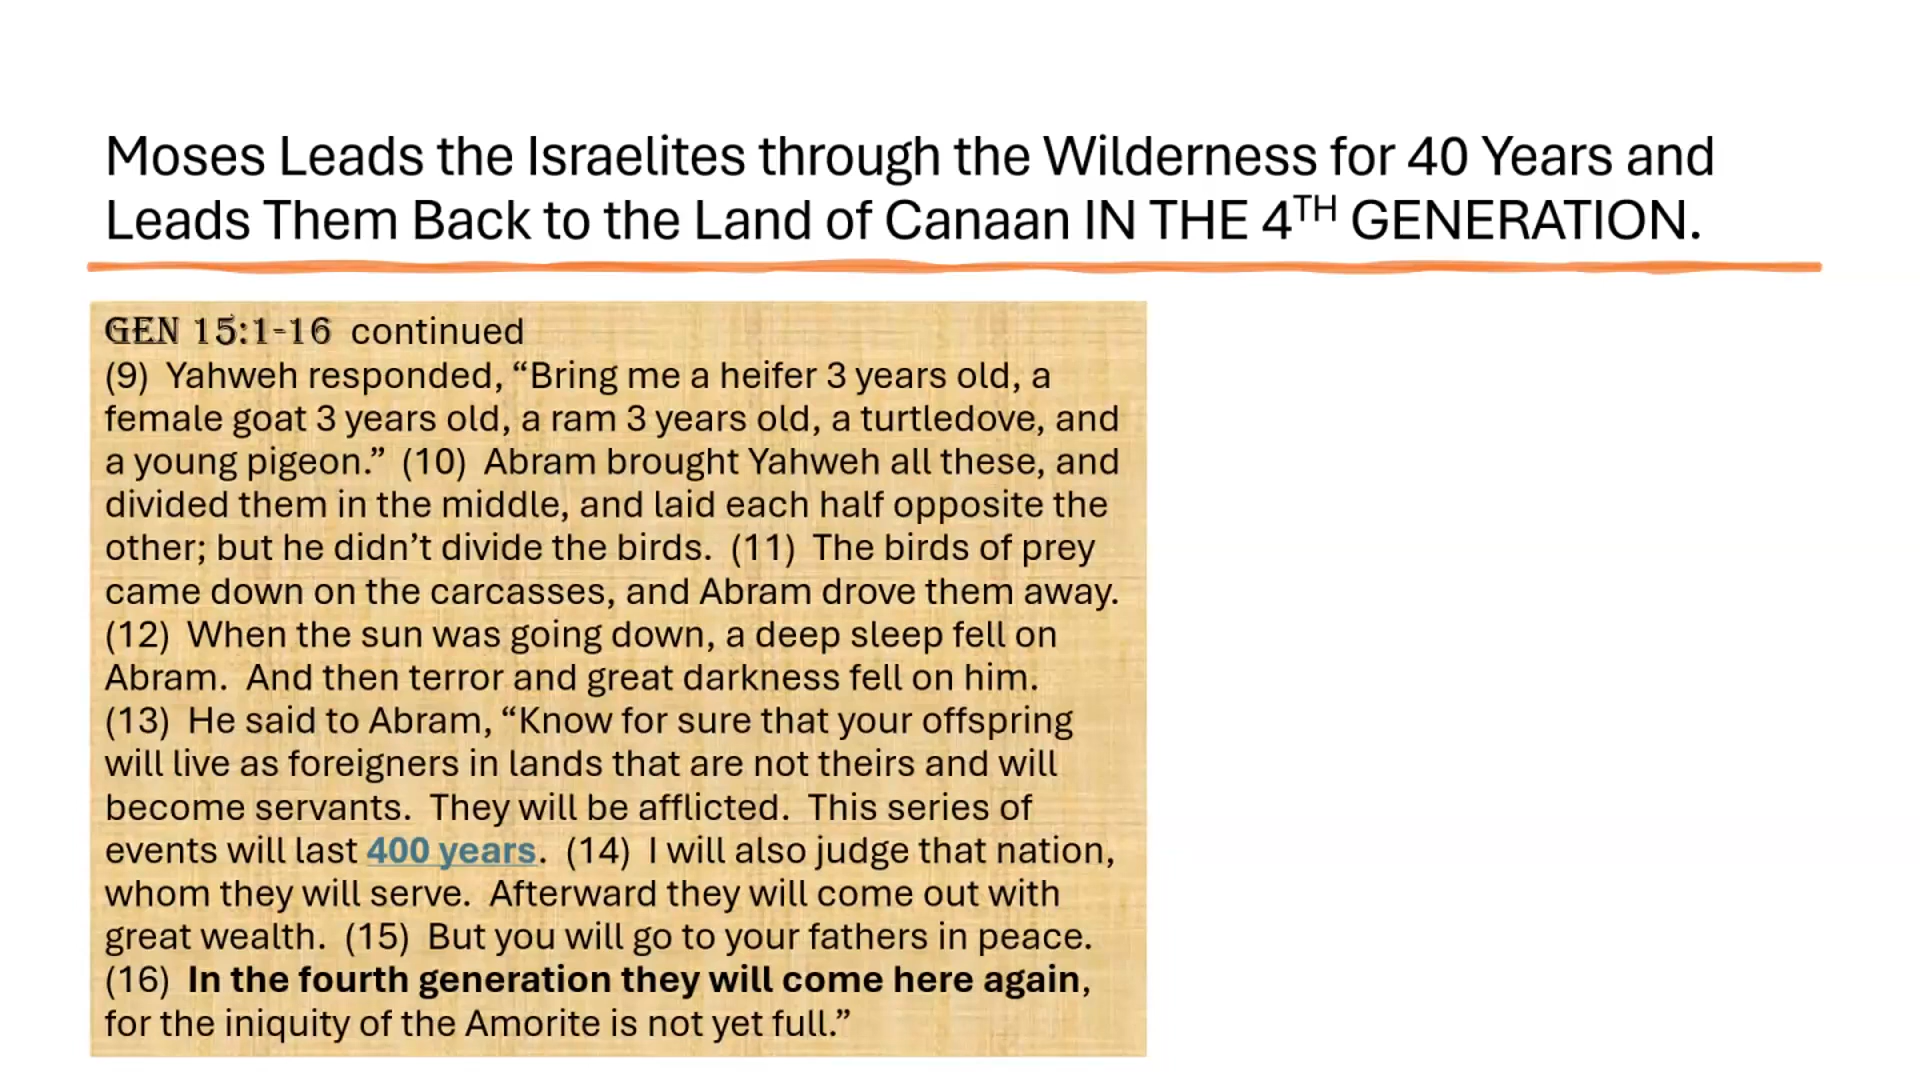 Moses Leads the Israelites through the Wilderness for 40 Years and
Leads Them Back to the Land of Canaan IN THE 4TH GENERATION.
GEN 15:1-16 continued
(9) Yahweh responded, “Bring me a heifer 3 years old, a
female goat 3 years old, a ram 3 years old, a turtledove, and
a young pigeon.” (10) Abram brought Yahweh all these, and
divided them in the middle, and laid each half opposite the
other; but he didn’t divide the birds. (11) The birds of prey
came down on the carcasses, and Abram drove them away.
(12) When the sun was going down, a deep sleep fell on
Abram. And then terror and great darkness fell on him.
(13) He said to Abram, “Know for sure that your offspring
will live as foreigners in lands that are not theirs and will
become servants. They will be afflicted. This series of
events will last 400 years. (14) I will also judge that nation,
whom they will serve. Afterward they will come out with
great wealth. (15) But you will go to your fathers in peace.
(16) In the fourth generation they will come here again,
for the iniquity of the Amorite is not yet full.”